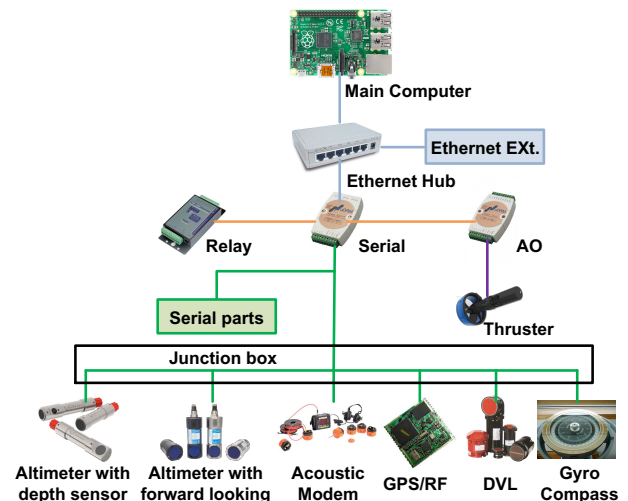 Main Computer
Ethernet EXt.
Ethernet Hub
Relay
Serial
AO
Serial parts
Thruster
Junction box
Altimeter with
depth sensor
Altimeter with
forward looking
Acoustic
Modem
GPS/RF
DVL
Gyro
Compass